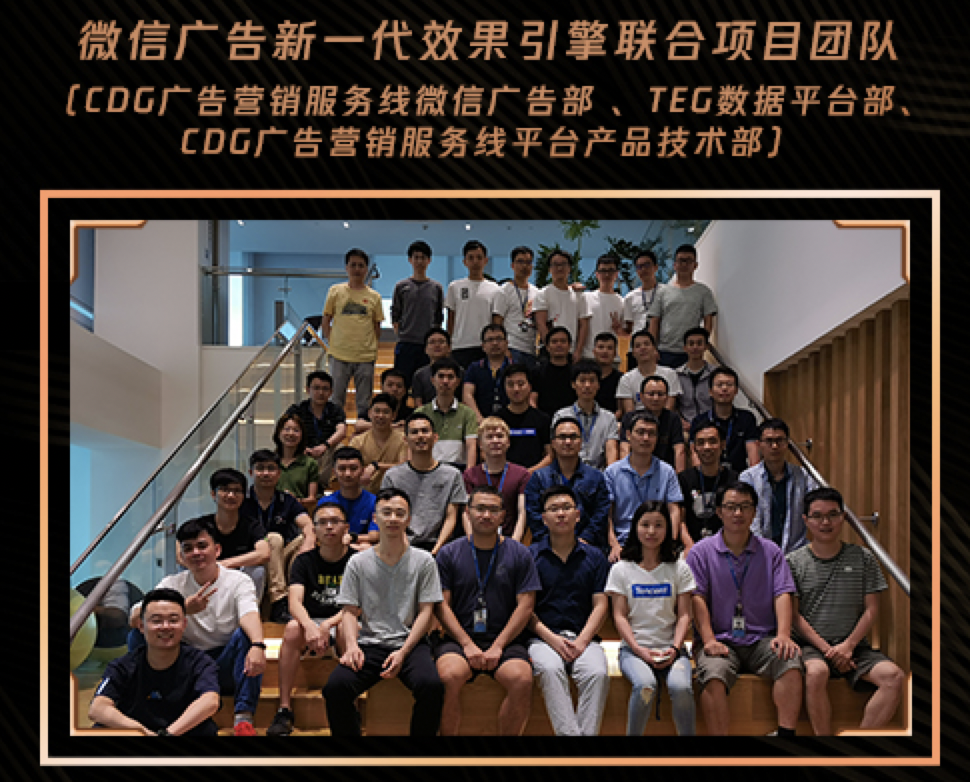 微信广告新一代效果引擎联合项目团队
（CDG广告营销服务线微信广告部 、TEG数据平台部、
CDG广告营销服务线平台产品技术部）
Tencent